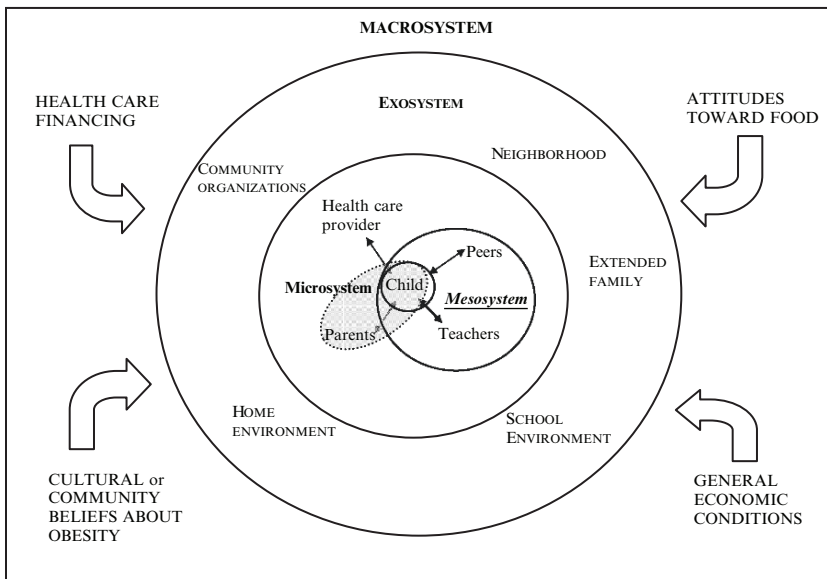 MACROSYSTEM
HEALTH CARE
FINANCING
ATTITUDES
TOWARD FOOD
EXOSYSTEM
NEIGHBORHOOD
COMMUNITY
ORGANIZATIONS
Health care
provider
Peers
EXTENDED
FAMILY
Microsystem
Child
Mesosystem
Parents
Teachers
HOME
ENVIRONMENT
SCHOOL
ENVIRONMENT
CULTURAL or
COMMUNITY
BELIEFS ABOUT
OBESITY
GENERAL
ECONOMIC
CONDITIONS